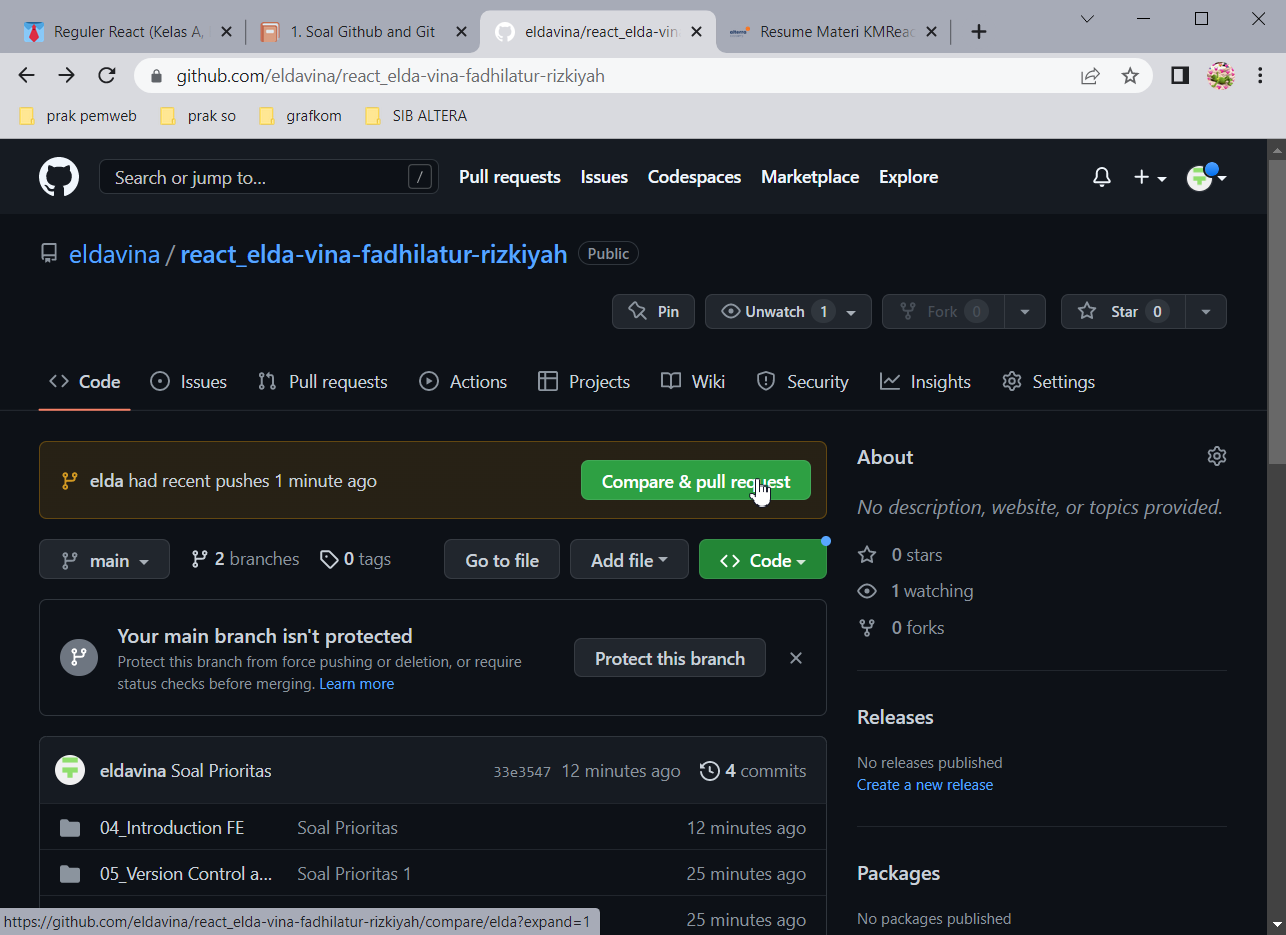 Reguler React (Kelas A,
1. Soal Github and Git
eldavina/react_elda-vin
Resume Materi KMReac
github.com/eldavina/react_elda-vina-fadhilatur-rizkiyah
prak pemweb
prak so
grafkom
SIB ALTERA
Search or jump to...
/
Pull requests
Issues
Codespaces
Marketplace
Explore
eldavina / react_elda-vina-fadhilatur-rizkiyah
Public
Pin
Unwatch 1
Fork 0
Star 0
Code
Issues
Pull requests
Actions
Projects
Wiki
Security
Insights
Settings
elda had recent pushes 1 minute ago
Compare & pull request
main
2 branches
0 tags
Go to file
Add file
Code
Your main branch isn't protected
Protect this branch from force pushing or deletion, or require
status checks before merging. Learn more
Protect this branch
eldavina Soal Prioritas
33e3547 12 minutes ago
4 commits
04_Introduction FE
Soal Prioritas
12 minutes ago
05_Version Control a...
Soal Prioritas 1
25 minutes ago
25 minutes ago
About
No description, website, or topics provided.
0 stars
1 watching
0 forks
Releases
No releases published
Create a new release
Packages
No packages published
https://github.com/eldavina/react_elda-vina-fadhilatur-rizkiyah/compare/elda?expand=1